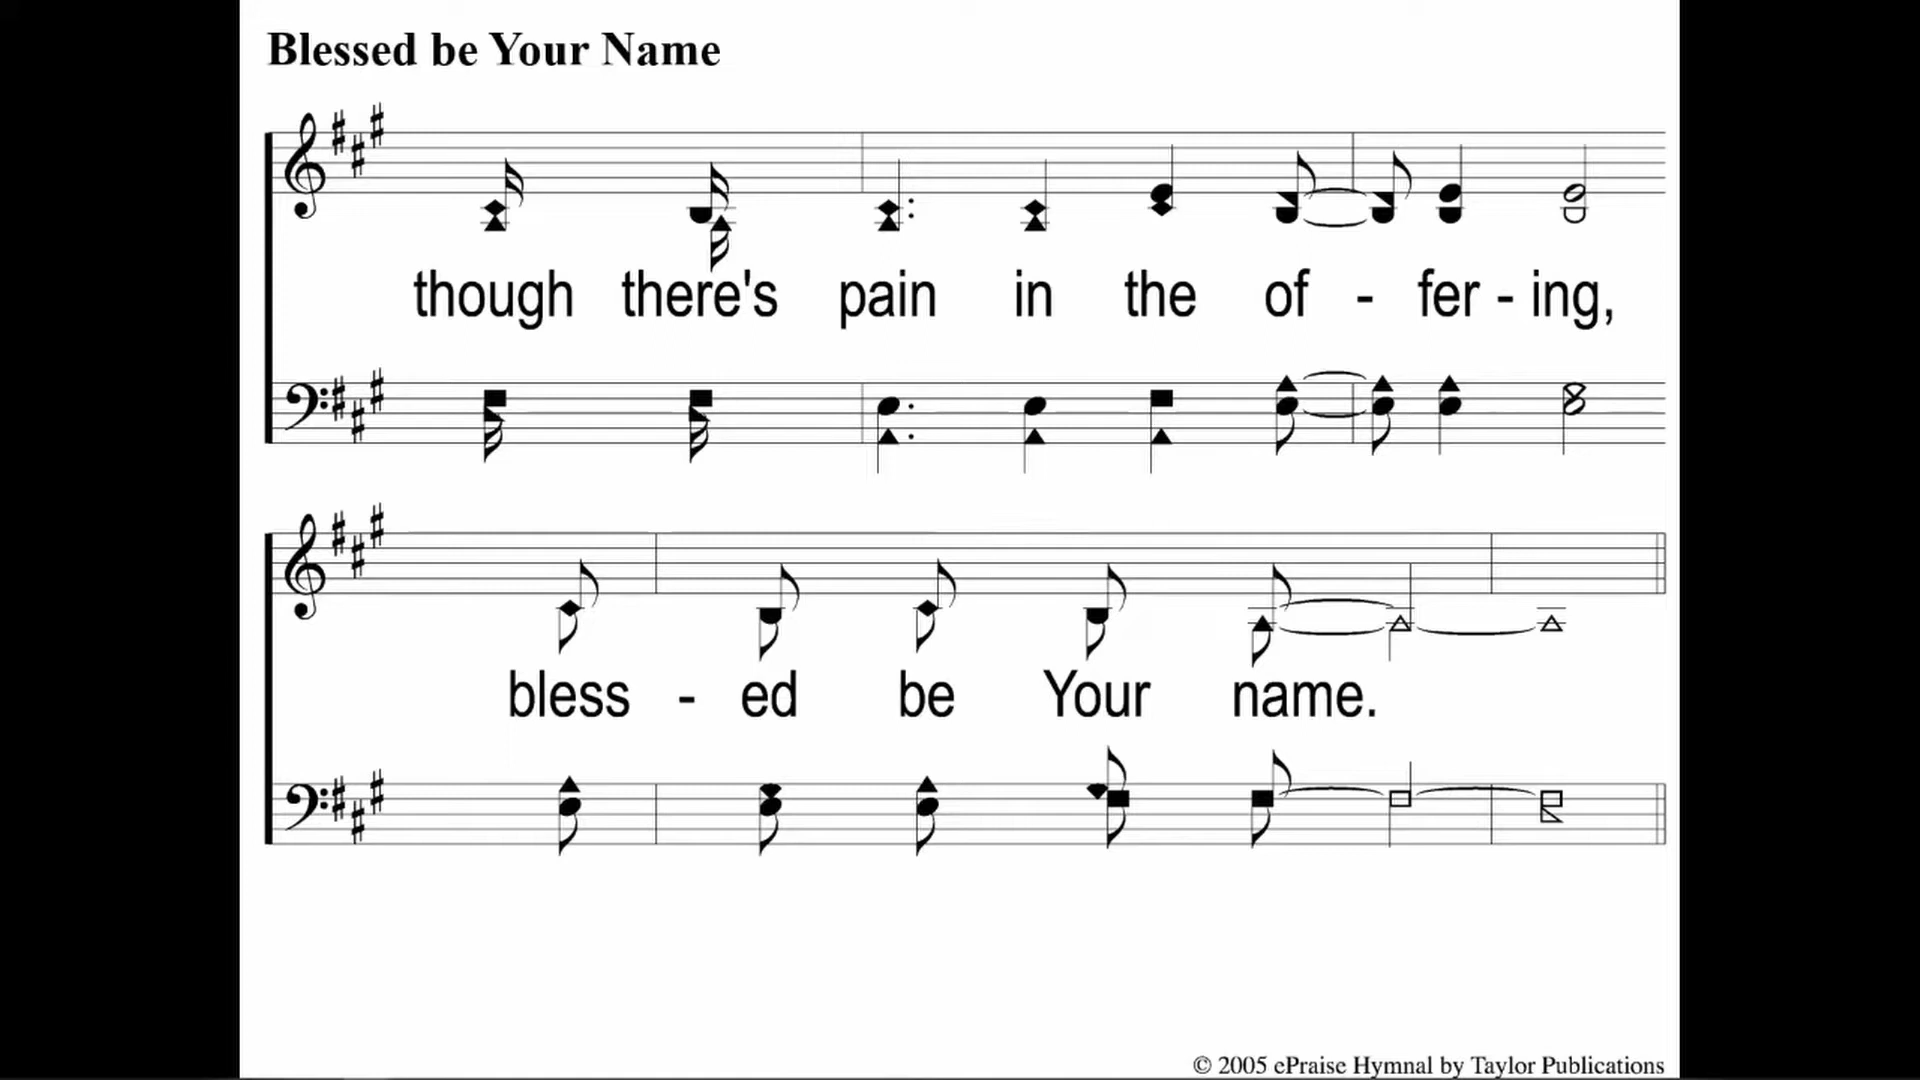 Blessed be Your Name
though there's pain in the of - fer - ing,
bless - ed be Your name.
© 2005 ePraise Hymnal by Taylor Publications